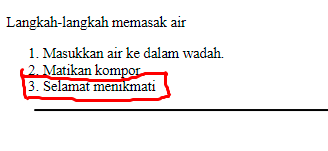 Langkah-langkah memasak air
1. Masukkan air ke dalam wadah.
2. Matikan kompor
3. Selamat menikmati